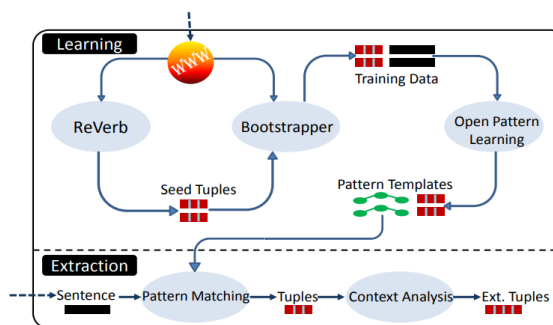 Learning
WWW
Training Data
ReVerb
Bootstrapper
Open Pattern
Learning
Seed Tuples
Pattern Templates
Extraction
Sentence
Pattern Matching
Tuples
Context Analysis
Ext. Tuples